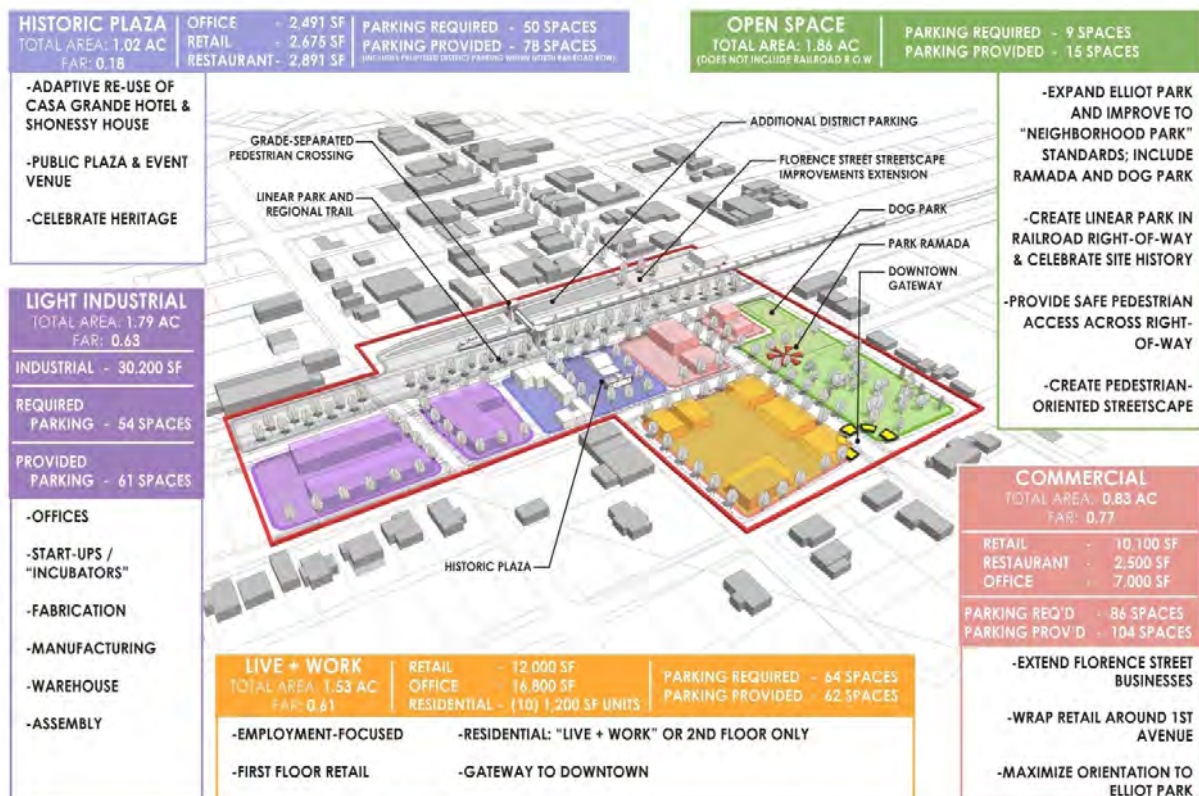 HISTORIC PLAZA
TOTAL AREA: 1.02 AC
FAR: 0.18
OFFICE - 2,491 SF
RETAIL - 2,675 SF
RESTAURANT - 2,891 SF
PARKING REQUIRED - 50 SPACES
PARKING PROVIDED - 78 SPACES
(INCLUDES PROPOSED DISTRICT PARKING WITHIN NORTH RAILROAD ROW)
-ADAPTIVE RE-USE OF
CASA GRANDE HOTEL &
SHONESSY HOUSE
-PUBLIC PLAZA & EVENT
VENUE
-CELEBRATE HERITAGE
OPEN SPACE
TOTAL AREA: 1.86 AC
(DOES NOT INCLUDE RAILROAD R.O.W
PARKING REQUIRED - 9 SPACES
PARKING PROVIDED - 15 SPACES
-EXPAND ELLIOT PARK
AND IMPROVE TO
"NEIGHBORHOOD PARK"
STANDARDS; INCLUDE
RAMADA AND DOG PARK
-CREATE LINEAR PARK IN
RAILROAD RIGHT-OF-WAY
& CELEBRATE SITE HISTORY
-PROVIDE SAFE PEDESTRIAN
ACCESS ACROSS RIGHT-
OF-WAY
-CREATE PEDESTRIAN-
ORIENTED STREETSCAPE
GRADE-SEPARATED
PEDESTRIAN CROSSING
LINEAR PARK AND
REGIONAL TRAIL
ADDITIONAL DISTRICT PARKING
FLORENCE STREET STREETSCAPE
IMPROVEMENTS EXTENSION
DOG PARK
PARK RAMADA
DOWNTOWN
GATEWAY
HISTORIC PLAZA
LIGHT INDUSTRIAL
TOTAL AREA: 1.79 AC
FAR: 0.63
INDUSTRIAL - 30,200 SF
REQUIRED
PARKING - 54 SPACES
PROVIDED
PARKING - 61 SPACES
-OFFICES
-START-UPS /
"INCUBATORS"
-FABRICATION
-MANUFACTURING
-WAREHOUSE
-ASSEMBLY
LIVE + WORK
TOTAL AREA: 1.53 AC
FAR: 0.61
RETAIL - 12,000 SF
OFFICE - 16,800 SF
RESIDENTIAL - (10) 1,200 SF UNITS
PARKING REQUIRED - 64 SPACES
PARKING PROVIDED - 62 SPACES
-EMPLOYMENT-FOCUSED
-FIRST FLOOR RETAIL
-RESIDENTIAL: "LIVE + WORK" OR 2ND FLOOR ONLY
-GATEWAY TO DOWNTOWN
COMMERCIAL
TOTAL AREA: 0.83 AC
FAR: 0.77
RETAIL - 10,100 SF
RESTAURANT - 2,500 SF
OFFICE - 7,000 SF
PARKING REQ'D - 86 SPACES
PARKING PROV'D - 104 SPACES
-EXTEND FLORENCE STREET
BUSINESSES
-WRAP RETAIL AROUND 1ST
AVENUE
-MAXIMIZE ORIENTATION TO
ELLIOT PARK